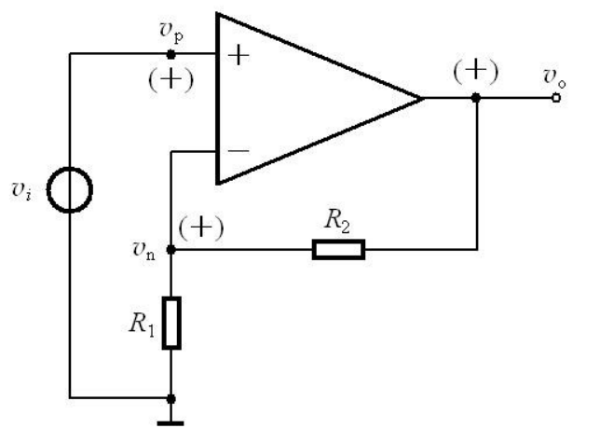 v_p
(+)
+
(+)
v_o
v_i
−
(+)
R_2
v_n
R_1